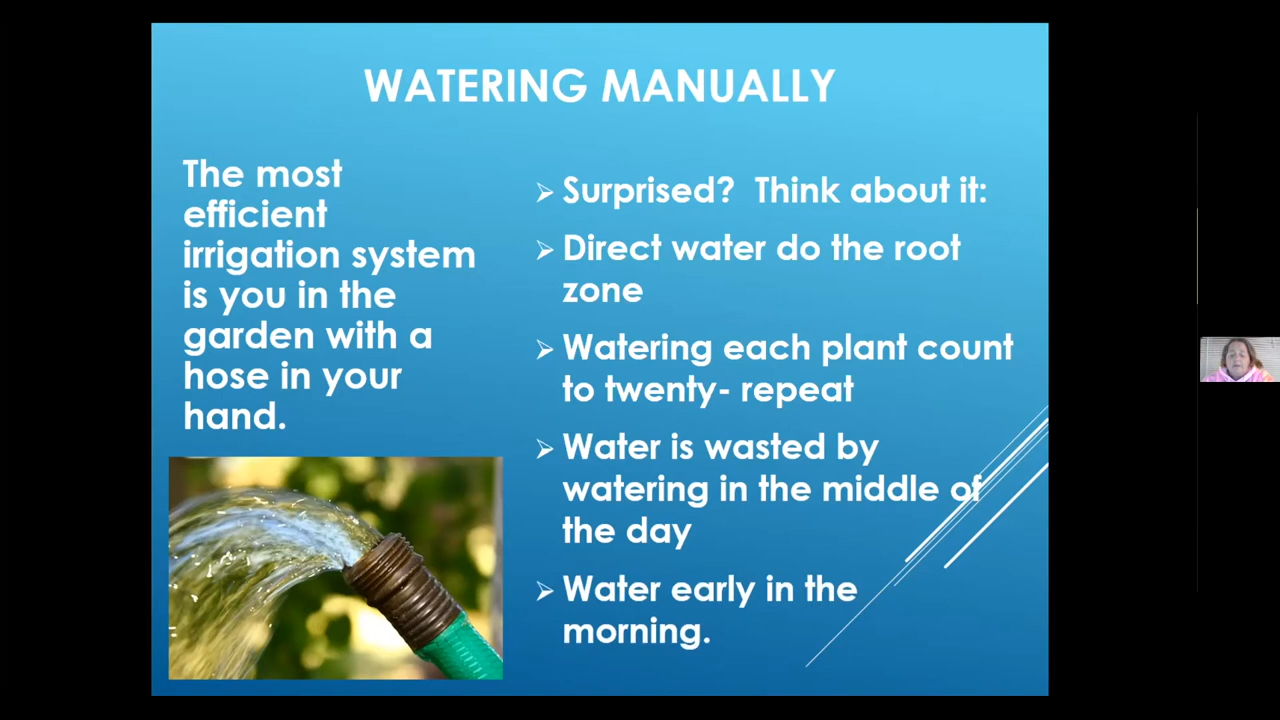 WATERING MANUALLY
The most
efficient
irrigation system
is you in the
garden with a
hose in your
hand.
Surprised?  Think about it:
Direct water do the root
zone
Watering each plant count
to twenty- repeat
Water is wasted by
watering in the middle of
the day
Water early in the
morning.